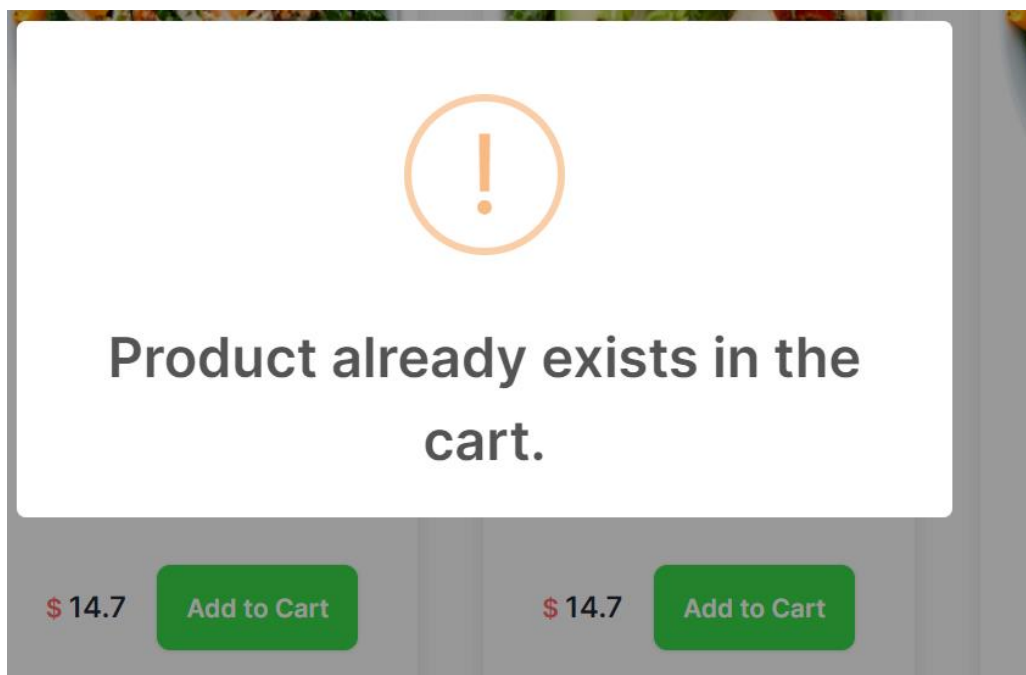 !
Product already exists in the
cart.
$ 14.7 Add to Cart $ 14.7 Add to Cart